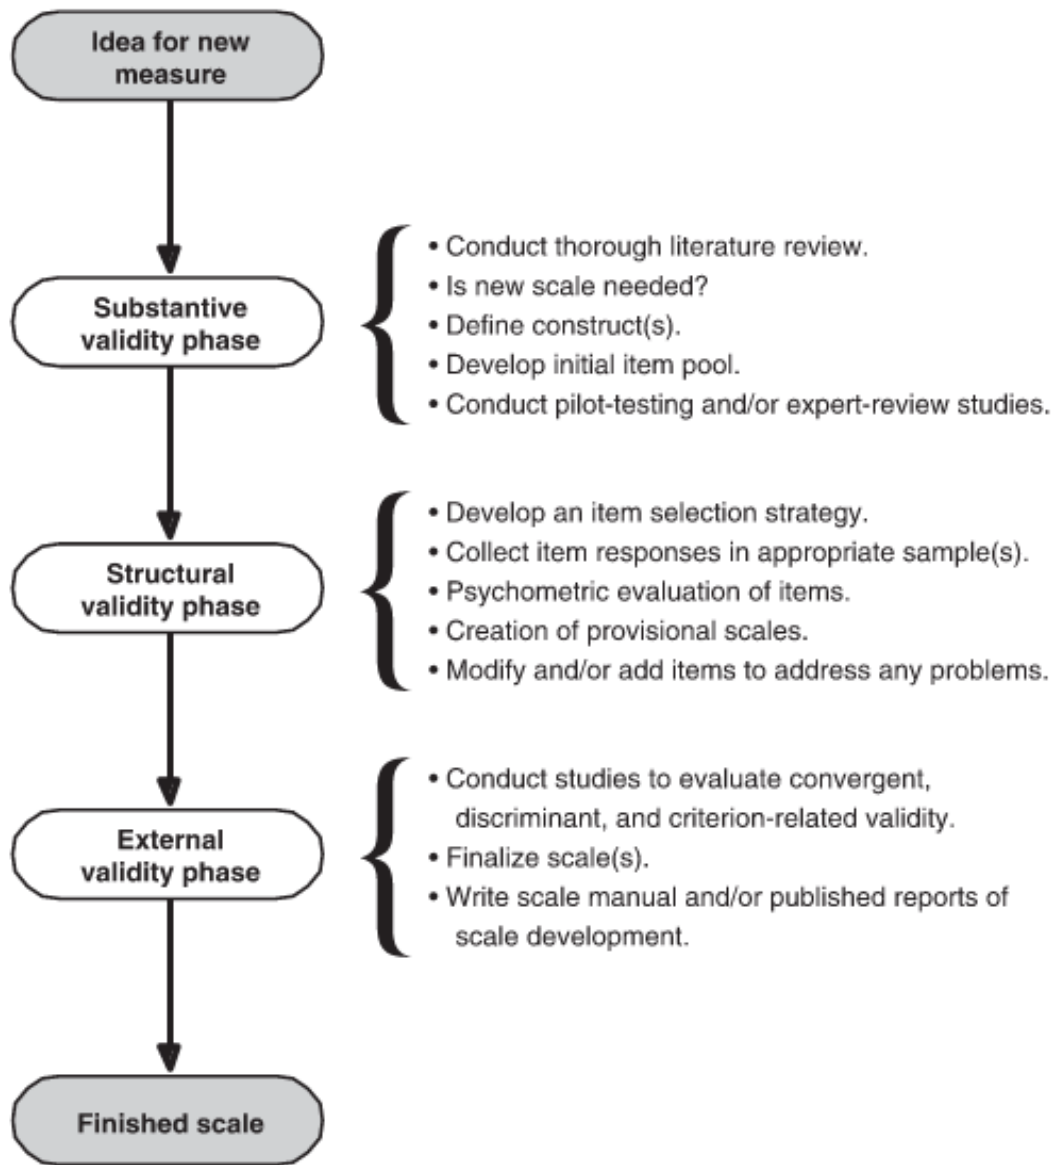 Idea for new
measure
Substantive
validity phase
• Conduct thorough literature review.
• Is new scale needed?
• Define construct(s).
• Develop initial item pool.
• Conduct pilot-testing and/or expert-review studies.
Structural
validity phase
• Develop an item selection strategy.
• Collect item responses in appropriate sample(s).
• Psychometric evaluation of items.
• Creation of provisional scales.
• Modify and/or add items to address any problems.
External
validity phase
• Conduct studies to evaluate convergent,
discriminant, and criterion-related validity.
• Finalize scale(s).
• Write scale manual and/or published reports of
scale development.
Finished scale